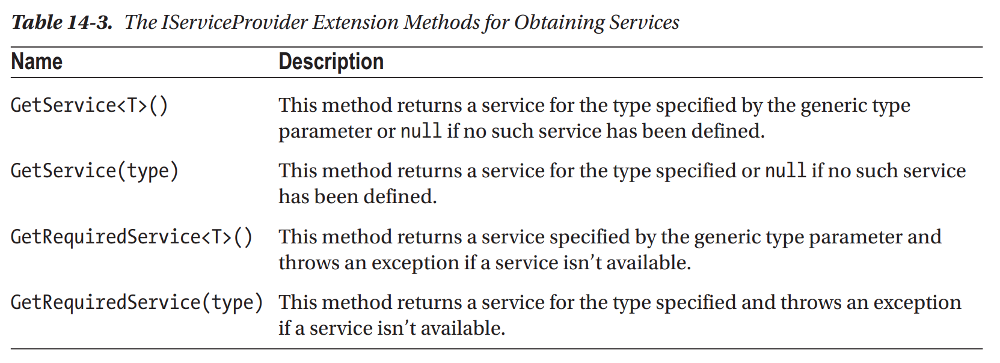 Table 14-3. The IServiceProvider Extension Methods for Obtaining Services
Name Description
GetService<T>() This method returns a service for the type specified by the generic type
parameter or null if no such service has been defined.
GetService(type) This method returns a service for the type specified or null if no such service
has been defined.
GetRequiredService<T>() This method returns a service specified by the generic type parameter and
throws an exception if a service isn’t available.
GetRequiredService(type) This method returns a service for the type specified and throws an exception
if a service isn’t available.